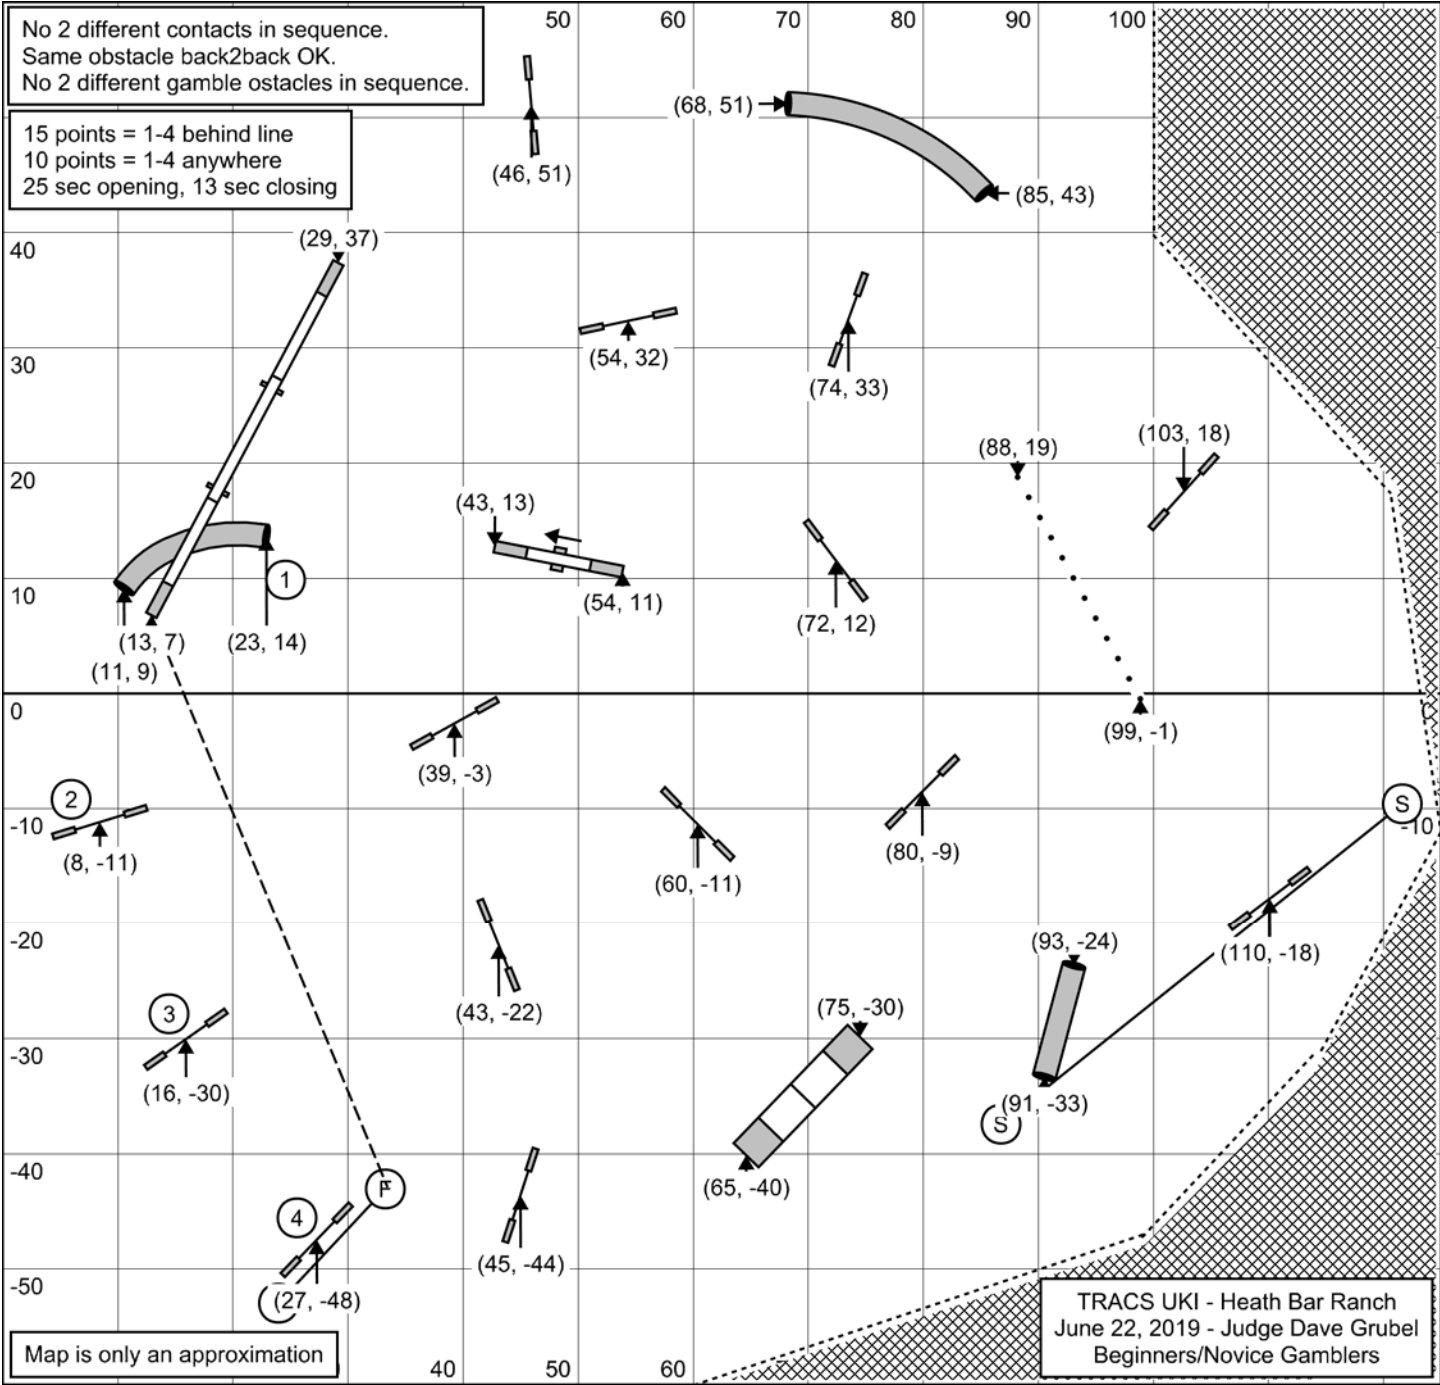 No 2 different contacts in sequence.
Same obstacle back2back OK.
No 2 different gamble ostacles in sequence.
50 60 70 80 90 100
15 points = 1-4 behind line
10 points = 1-4 anywhere
25 sec opening, 13 sec closing
(68, 51)
(46, 51)
(85, 43)
(29, 37)
40
(54, 32)
30
(74, 33)
(103, 18)
(88, 19)
20
(43, 13)
1
10
(54, 11)
(72, 12)
(13, 7)
(23, 14)
(11, 9)
0
(99, -1)
(39, -3)
2
S
-10
-10
(80, -9)
(8, -11)
(60, -11)
-20
(93, -24)
(110, -18)
(43, -22)
(75, -30)
3
-30
(16, -30)
(91, -33)
S
-40
(65, -40)
F
4
(45, -44)
-50
(27, -48)
TRACS UKI - Heath Bar Ranch
June 22, 2019 - Judge Dave Grubel
Beginners/Novice Gamblers
Map is only an approximation
40 50 60